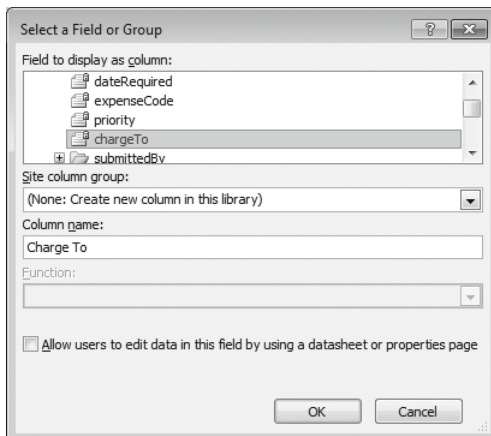 Select a Field or Group
Field to display as column:
dateRequired
expenseCode
priority
chargeTo
submittedBy
Site column group:
(None: Create new column in this library)
Column name:
Charge To
Function:
Allow users to edit data in this field by using a datasheet or properties page
OK
Cancel